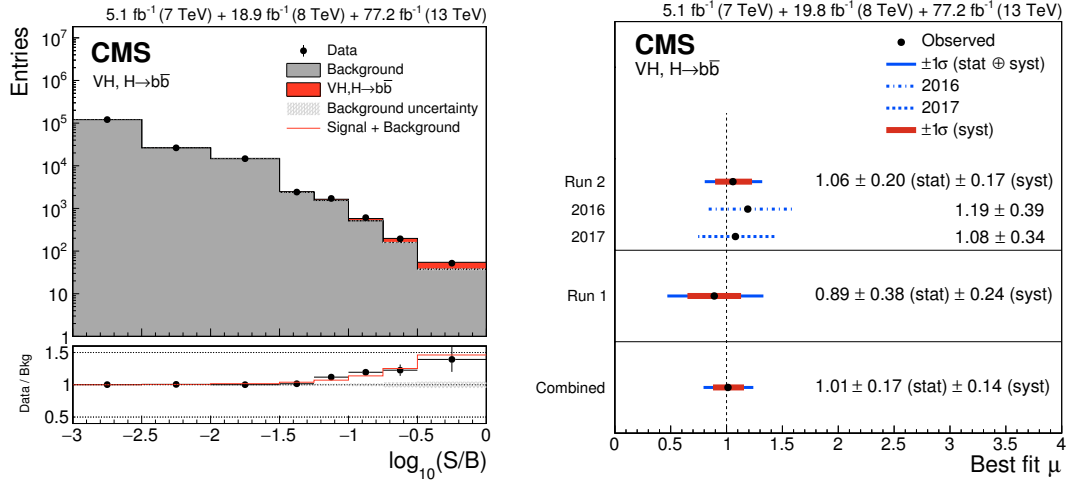 5.1 fb⁻¹ (7 TeV) + 18.9 fb⁻¹ (8 TeV) + 77.2 fb⁻¹ (13 TeV)
Entries
10⁷
10⁶
10⁵
10⁴
10³
10²
10
1
CMS
VH, H→bb̅
Data
Background
VH,H→bb̅
Background uncertainty
Signal + Background
Data / Bkg
1.5
1
0.5
−3 −2.5 −2 −1.5 −1 −0.5 0
log₁₀(S/B)
5.1 fb⁻¹ (7 TeV) + 19.8 fb⁻¹ (8 TeV) + 77.2 fb⁻¹ (13 TeV)
CMS
VH, H→bb̅
Observed
±1σ (stat ⊕ syst)
2016
2017
±1σ (syst)
Run 2 1.06 ± 0.20 (stat) ± 0.17 (syst)
2016 1.19 ± 0.39
2017 1.08 ± 0.34
Run 1 0.89 ± 0.38 (stat) ± 0.24 (syst)
Combined 1.01 ± 0.17 (stat) ± 0.14 (syst)
0 0.5 1 1.5 2 2.5 3 3.5 4
Best fit μ